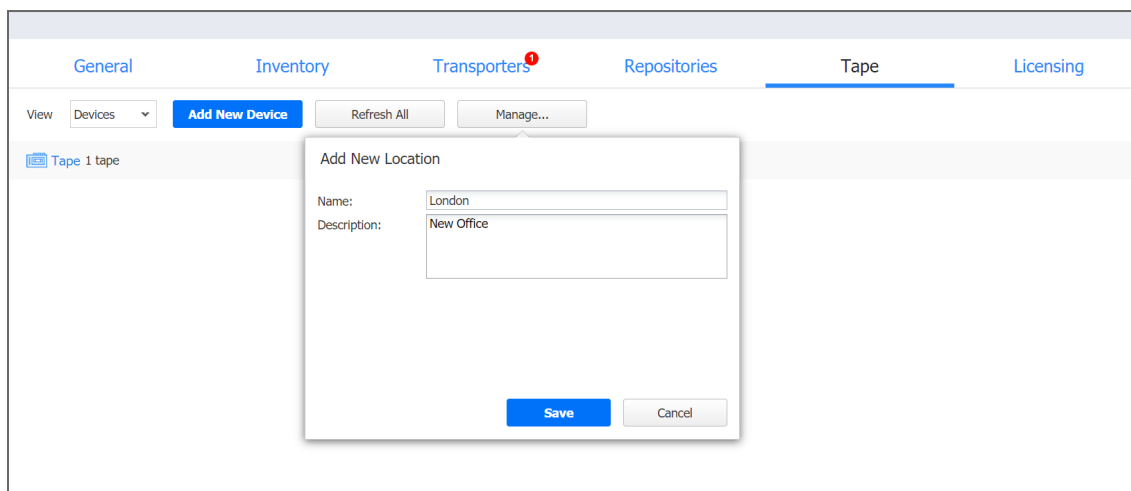 General Inventory Transporters 1 Repositories Tape Licensing
View Devices Add New Device Refresh All Manage...
Tape 1 tape
Add New Location
Name: London
Description: New Office
Save Cancel